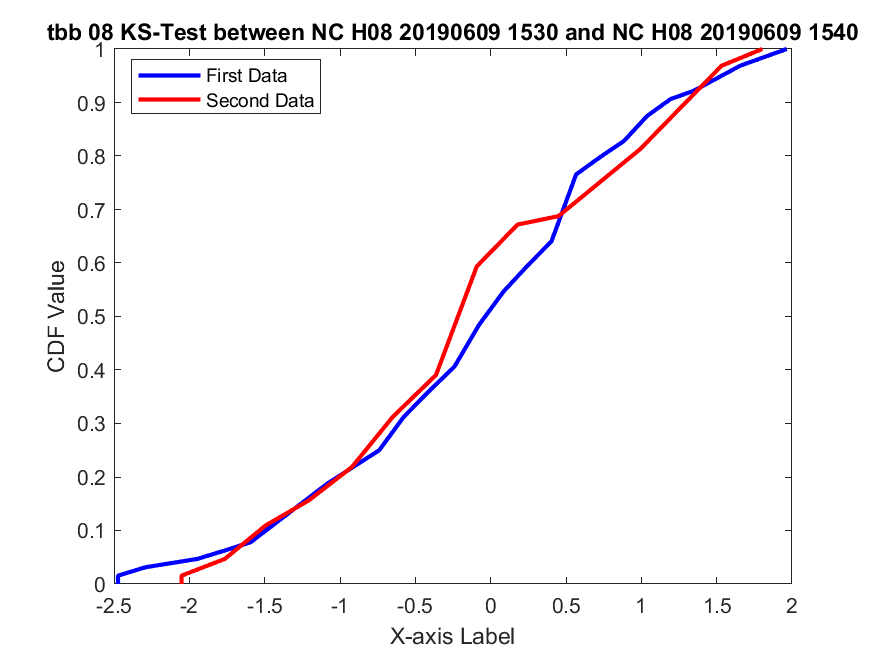 tbb 08 KS-Test between NC H08 20190609 1530 and NC H08 20190609 1540
First Data
Second Data
1
0.9
0.8
0.7
0.6
0.5
0.4
0.3
0.2
0.1
0
CDF Value
-2.5 -2 -1.5 -1 -0.5 0 0.5 1 1.5 2
X-axis Label